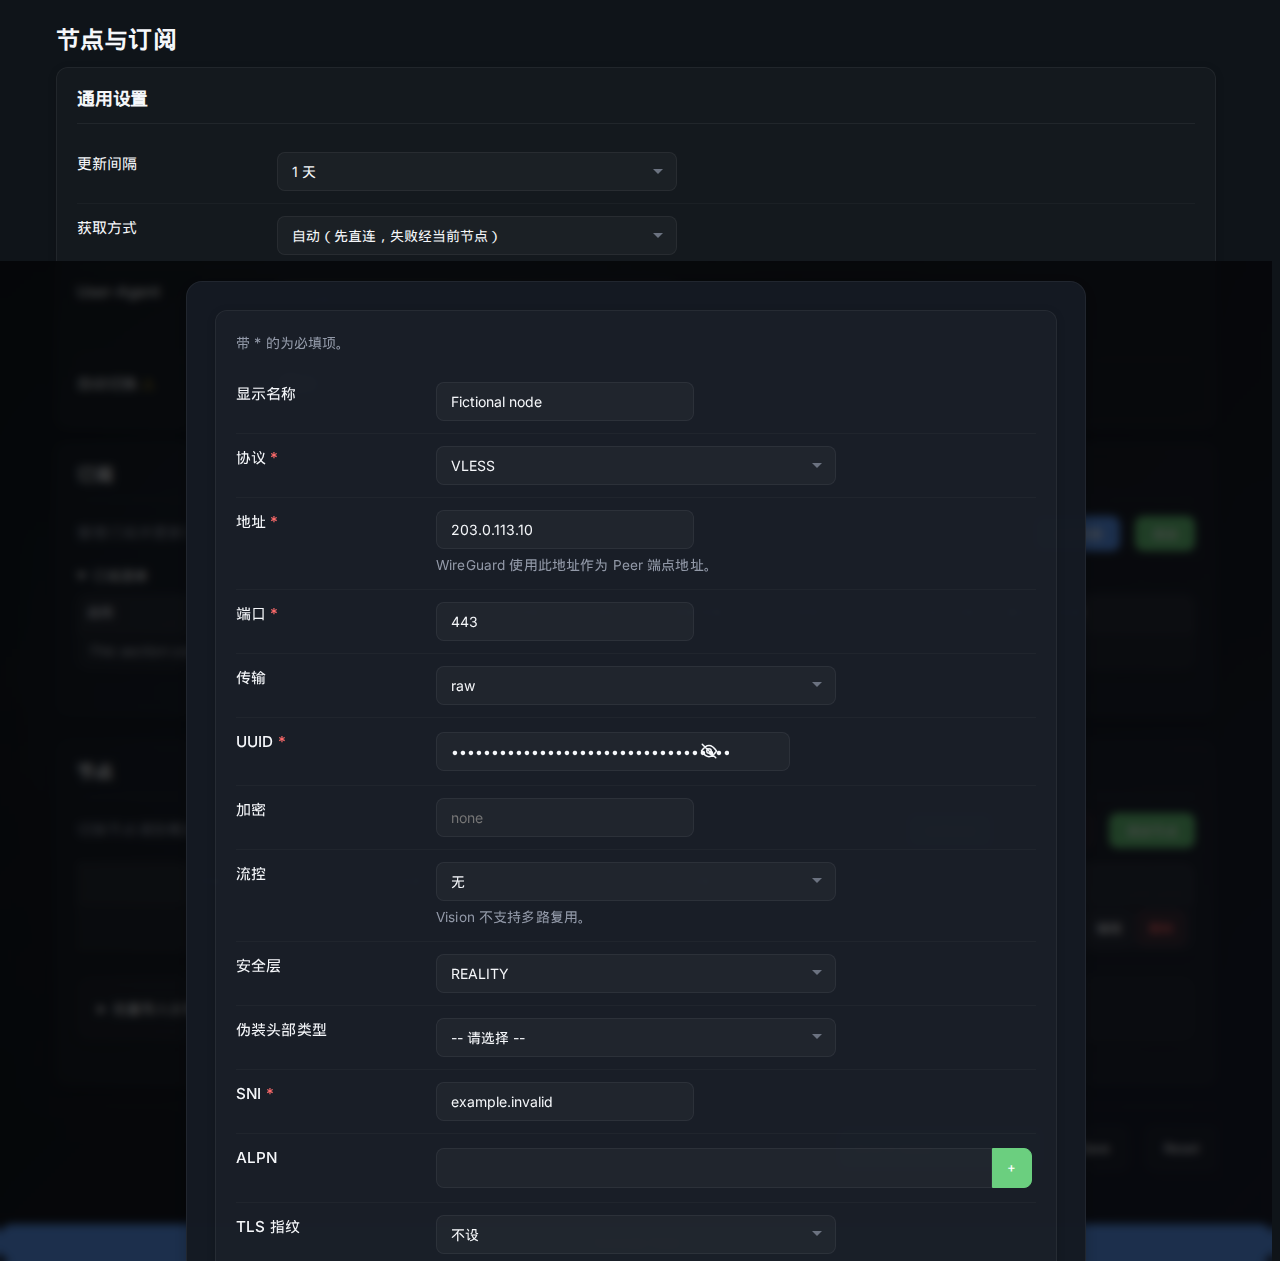 节点与订阅
通用设置
更新间隔
1 天
获取方式
自动（先直连，失败经当前节点）
User-Agent
带 * 的为必填项。
显示名称
Fictional node
协议 *
VLESS
地址 *
203.0.113.10
WireGuard 使用此地址作为 Peer 端点地址。
端口 *
443
传输
raw
UUID *
加密
none
流控
无
Vision 不支持多路复用。
安全层
REALITY
伪装头部类型
-- 请选择 --
SNI *
example.invalid
ALPN
+
TLS 指纹
不设